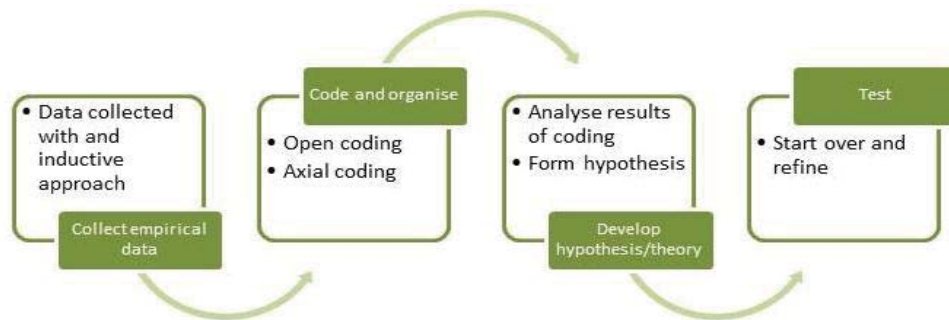 • Data collected
with and
inductive
approach
Collect empirical
data
Code and organise
• Open coding
• Axial coding
• Analyse results
of coding
• Form hypothesis
Develop
hypothesis/theory
Test
• Start over and
refine